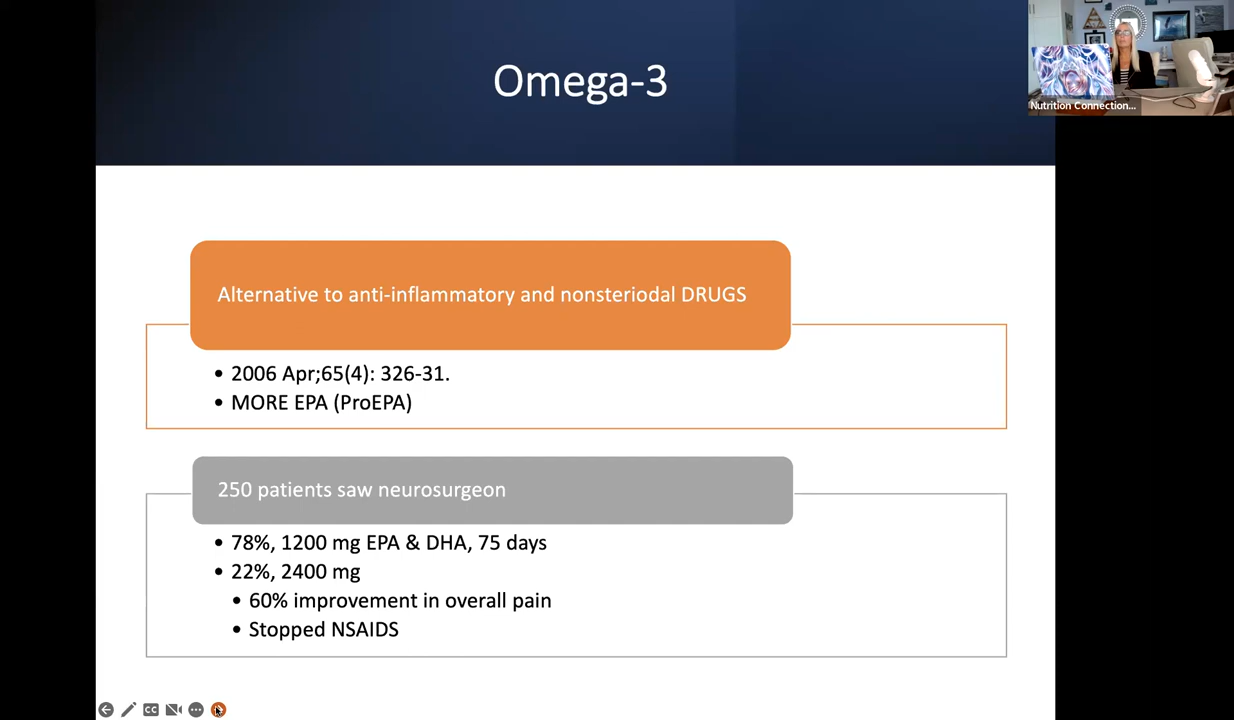 Omega-3
Nutrition Connection...
Alternative to anti-inflammatory and nonsteriodal DRUGS
• 2006 Apr;65(4): 326-31.
• MORE EPA (ProEPA)
250 patients saw neurosurgeon
• 78%, 1200 mg EPA & DHA, 75 days
• 22%, 2400 mg
• 60% improvement in overall pain
• Stopped NSAIDS
CC